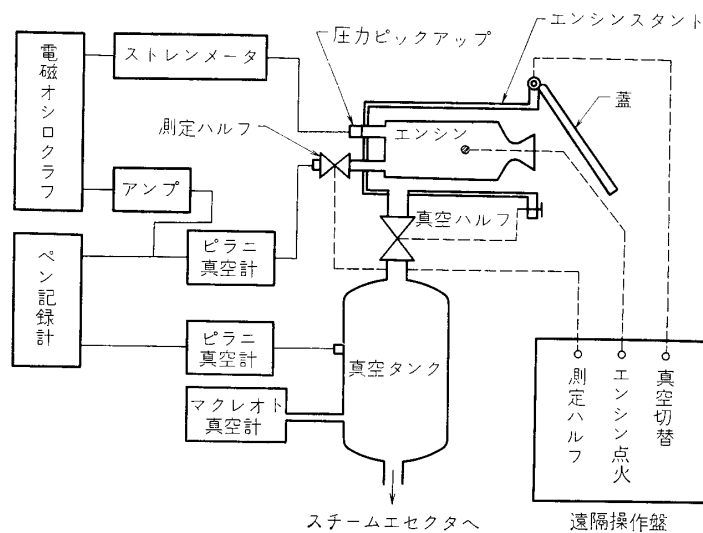 エンシンスタント
圧力ピックアップ
電磁オシロクラフ
ストレンメータ
蓋
測定ハルフ
エンシン
アンプ
真空ハルフ
ペン記録計
ピラニ
真空計
ピラニ
真空計
真空タンク
マクレオト
真空計
測定ハルフ
エンシン点火
真空切替
スチームエセクタへ
遠隔操作盤